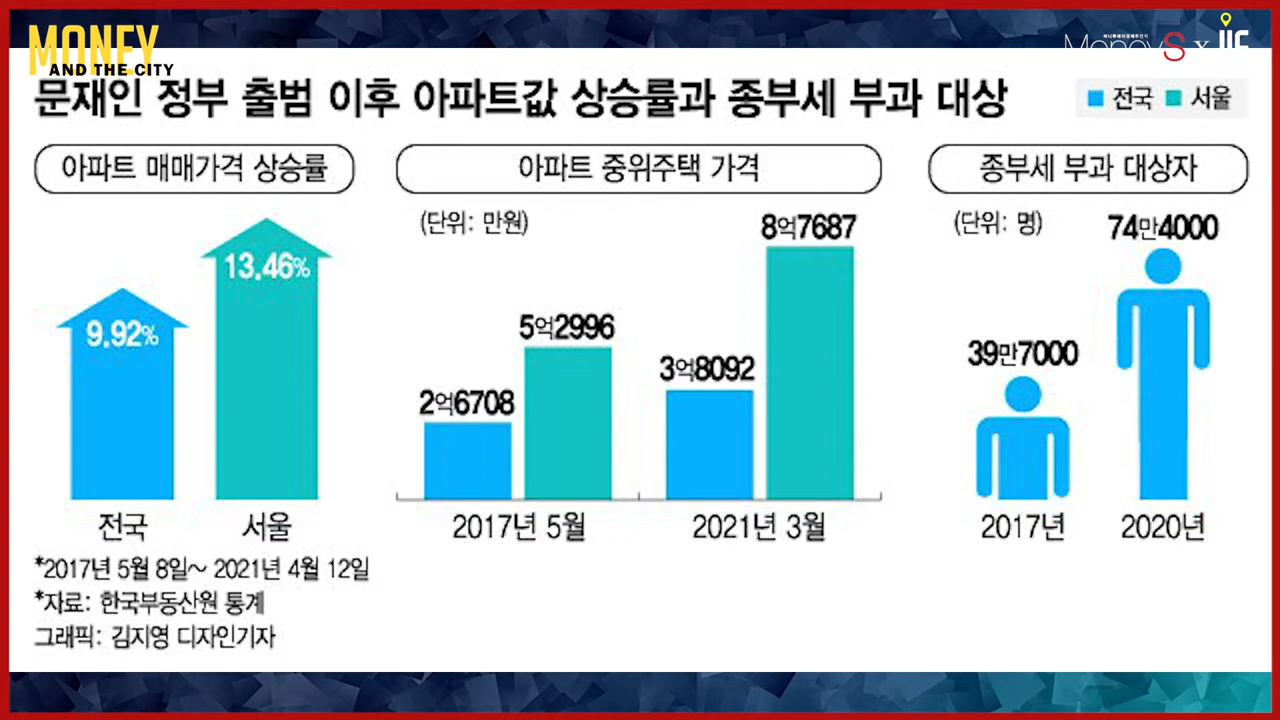 MONEY
AND THE CITY
MoneyS x
문재인 정부 출범 이후 아파트값 상승률과 종부세 부과 대상
전국 서울
아파트 매매가격 상승률
9.92%
13.46%
전국 서울
*2017년 5월 8일~ 2021년 4월 12일
*자료: 한국부동산원 통계
그래픽: 김지영 디자인기자
아파트 중위주택 가격
(단위: 만원)
2억6708
5억2996
3억8092
8억7687
2017년 5월 2021년 3월
종부세 부과 대상자
(단위: 명)
39만7000
74만4000
2017년 2020년